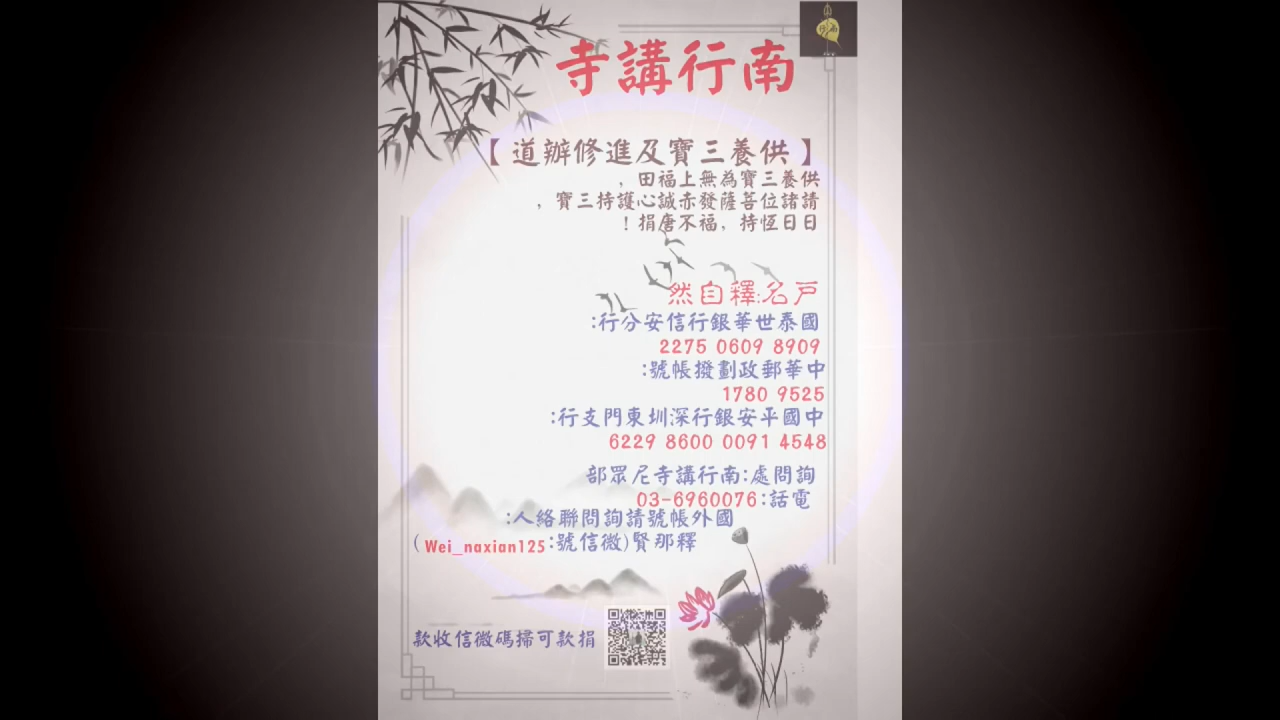 南行講寺
【供養三寶及進修辦道】
供養三寶為無上福田，
請諸位菩薩發赤誠心護持三寶，
日日恆持，福不唐捐！
戶名:釋自然
國泰世華銀行信安分行:
2275 0609 8909
中華郵政劃撥帳號:
1780 9525
中國平安銀行深圳東門支行:
6229 8600 0091 4548
詢問處:南行講寺尼眾部
電話:03-6960076
國外帳號請詢問聯絡人:
釋那賢(微信號:Wei_naxian125)
捐款可掃碼微信收款